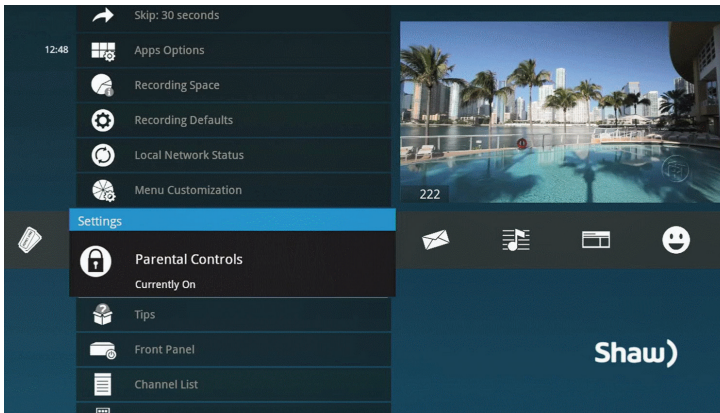 Skip: 30 seconds
12:48
Apps Options
Recording Space
Recording Defaults
Local Network Status
Menu Customization
222
Settings
Parental Controls
Currently On
Tips
Front Panel
Shaw)
Channel List